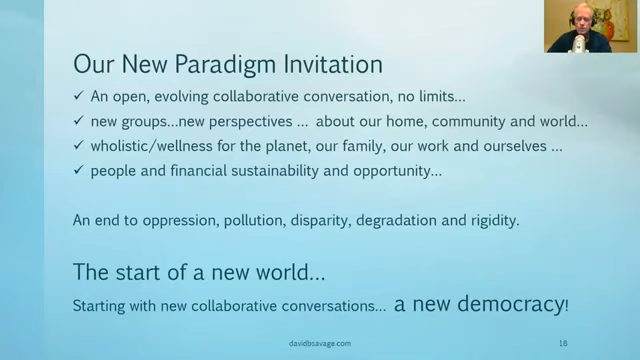 Our New Paradigm Invitation
✓ An open, evolving collaborative conversation, no limits...
✓ new groups...new perspectives ... about our home, community and world...
✓ wholistic/wellness for the planet, our family, our work and ourselves ...
✓ people and financial sustainability and opportunity...
An end to oppression, pollution, disparity, degradation and rigidity.
The start of a new world...
Starting with new collaborative conversations... a new democracy!
davidbsavage.com 18